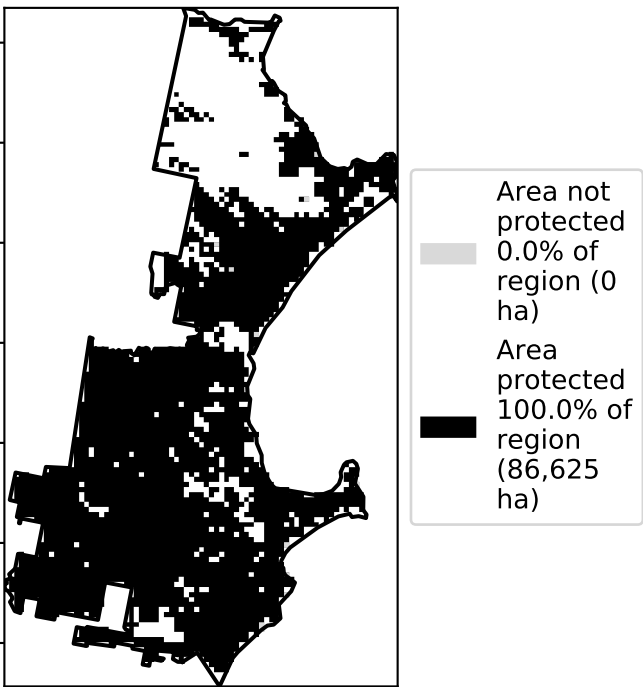 Area not
protected
0.0% of
region (0
ha)
Area
protected
100.0% of
region
(86,625
ha)